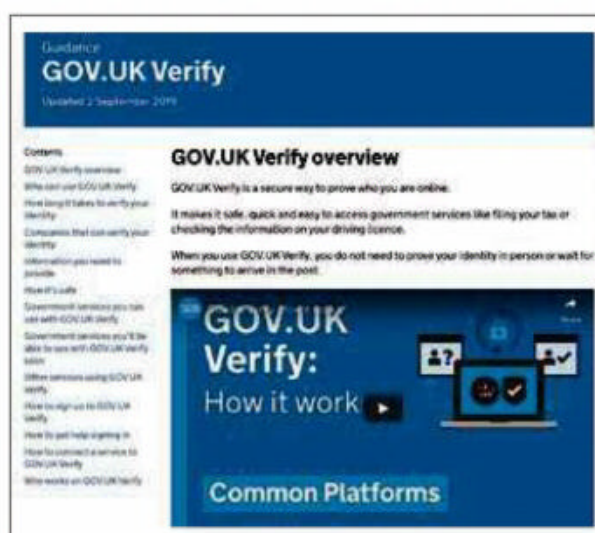 Guidance
GOV.UK Verify
Updated 2 September 2019
Contents
GOV.UK Verify overview
Who can use GOV.UK Verify
How long it takes to verify your
identity
Companies that can verify your
identity
Information you need to
provide
How it's safe
Government services you can
use with GOV.UK Verify
Government services you'll be
able to use with GOV.UK Verify
soon
Other services using GOV.UK
Verify
How to sign up to GOV.UK
Verify
How to get help signing in
How to connect a service to
GOV.UK Verify
Who works on GOV.UK Verify
GOV.UK Verify overview
GOV.UK Verify is a secure way to prove who you are online.
It makes it safe, quick and easy to access government services like filing your tax or
checking the information on your driving licence.
When you use GOV.UK Verify, you do not need to prove your identity in person or wait for
something to arrive in the post.
GOV.UK
Verify:
How it work
Share
Common Platforms